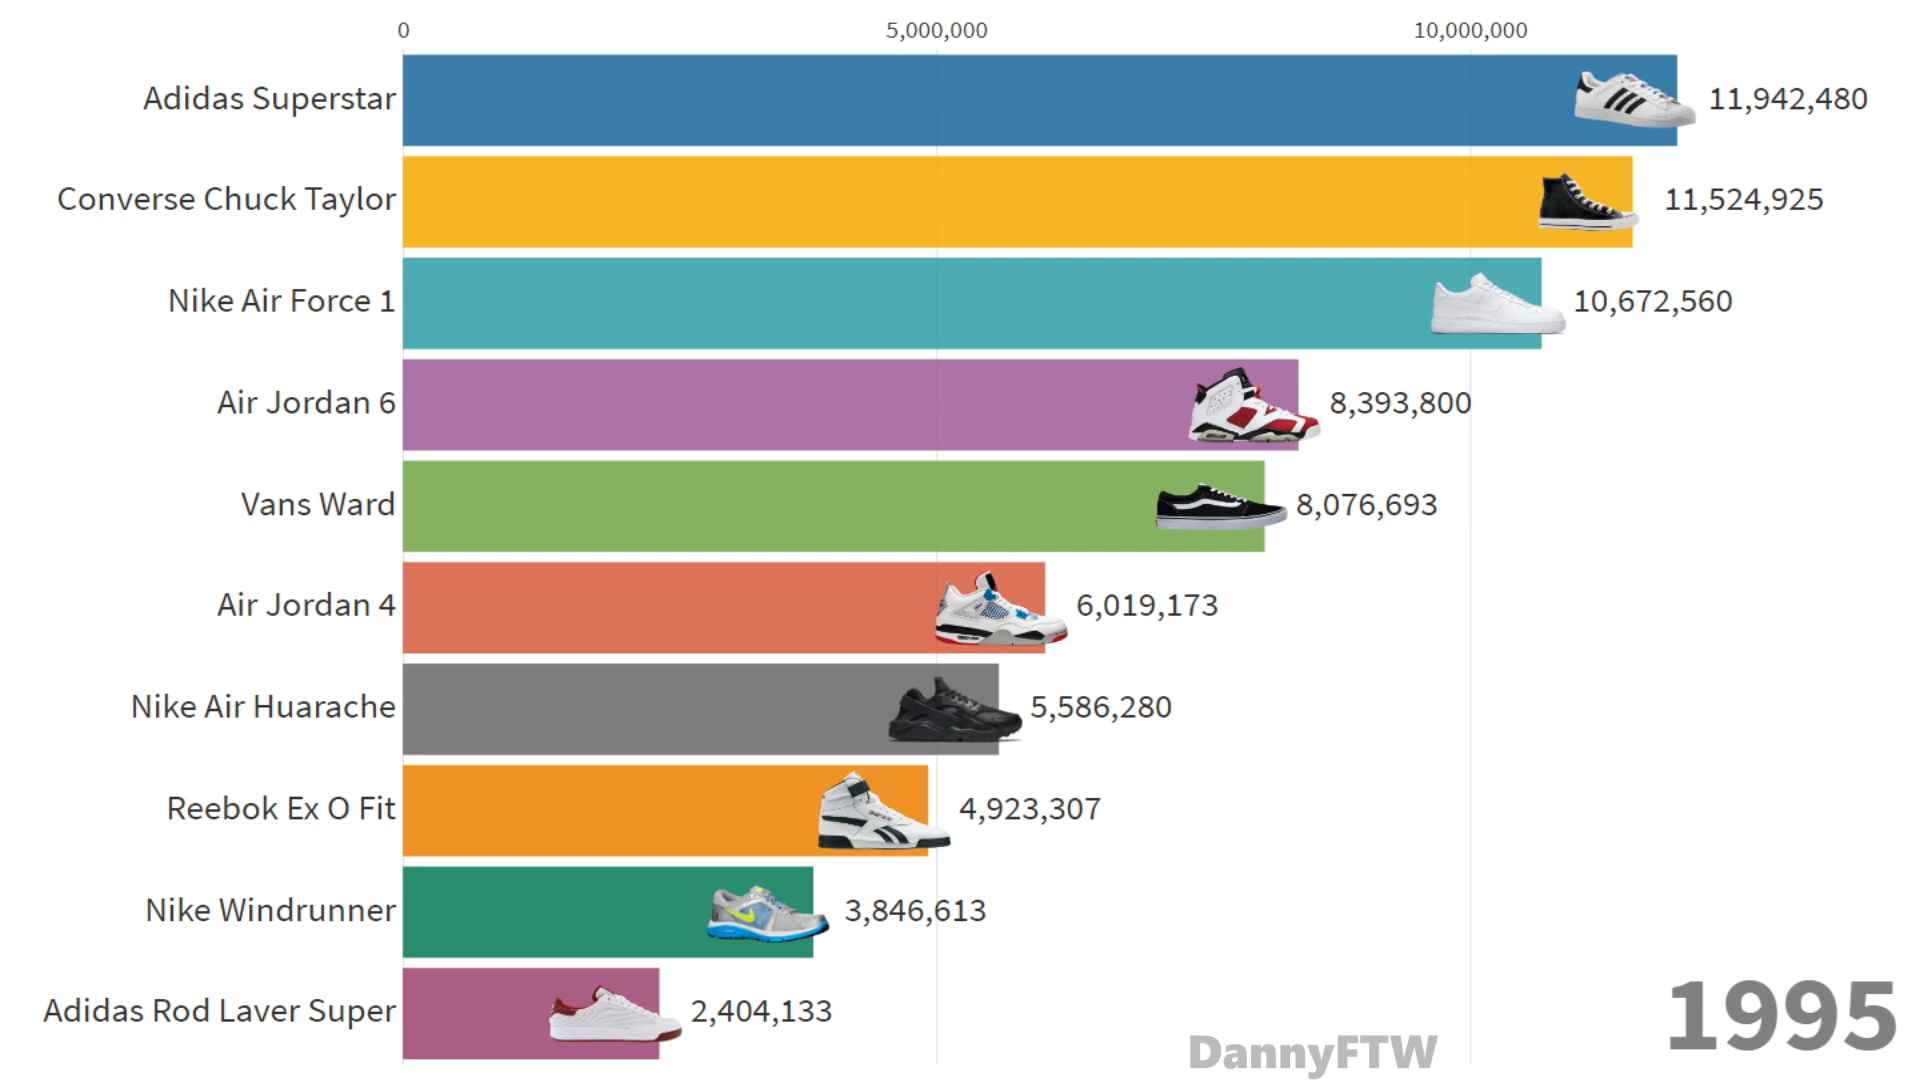 0 5,000,000 10,000,000
Adidas Superstar 11,942,480
Converse Chuck Taylor 11,524,925
Nike Air Force 1 10,672,560
Air Jordan 6 8,393,800
Vans Ward 8,076,693
Air Jordan 4 6,019,173
Nike Air Huarache 5,586,280
Reebok Ex O Fit 4,923,307
Nike Windrunner 3,846,613
Adidas Rod Laver Super 2,404,133
1995
DannyFTW